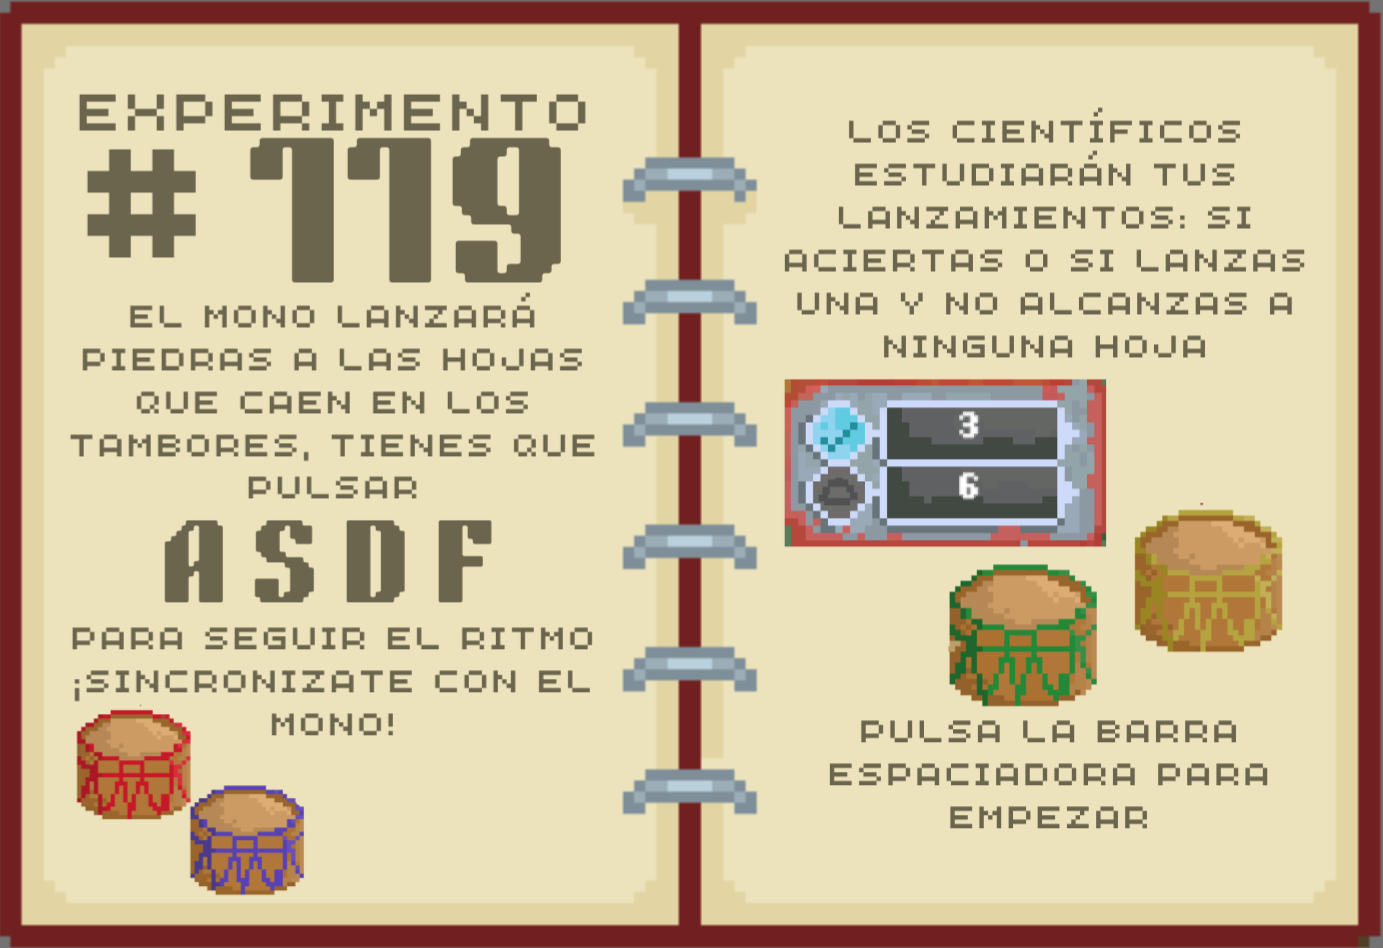 EXPERIMENTO
# 119
EL MONO LANZARÁ
PIEDRAS A LAS HOJAS
QUE CAEN EN LOS
TAMBORES, TIENES QUE
PULSAR
A S D F
PARA SEGUIR EL RITMO
¡SINCRONIZATE CON EL
MONO!
LOS CIENTÍFICOS
ESTUDIARÁN TUS
LANZAMIENTOS: SI
ACIERTAS O SI LANZAS
UNA Y NO ALCANZAS A
NINGUNA HOJA
3
6
PULSA LA BARRA
ESPACIADORA PARA
EMPEZAR